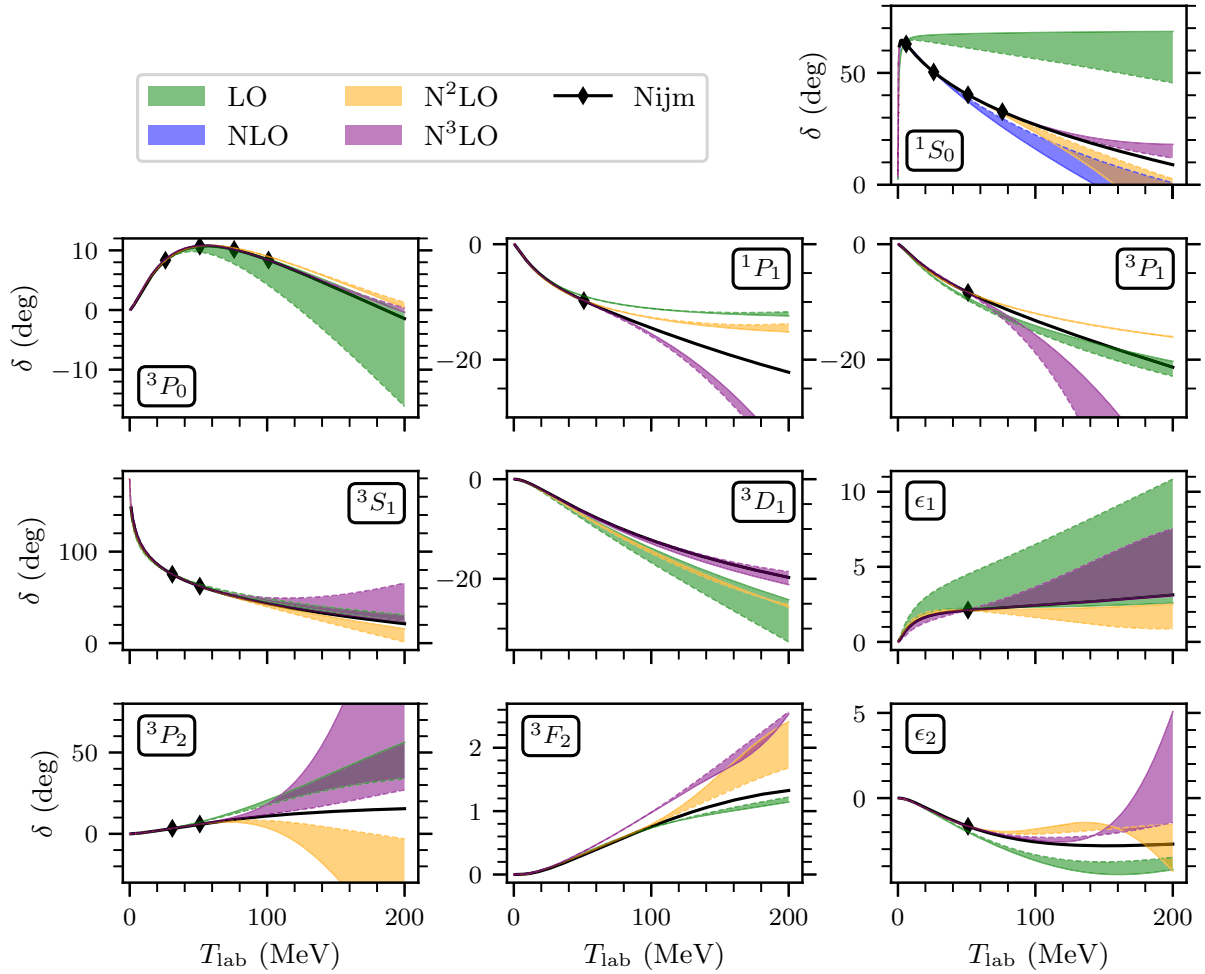 LO
N²LO
Nijm
NLO
N³LO
δ (deg)
50
0
¹S₀
δ (deg)
10
0
−10
³P₀
0
−20
¹P₁
0
−20
³P₁
δ (deg)
100
0
³S₁
0
−20
³D₁
10
5
0
ϵ₁
δ (deg)
50
0
³P₂
2
1
0
³F₂
5
0
−5
ϵ₂
0 100 200
0 100 200
0 100 200
T_lab (MeV)
T_lab (MeV)
T_lab (MeV)